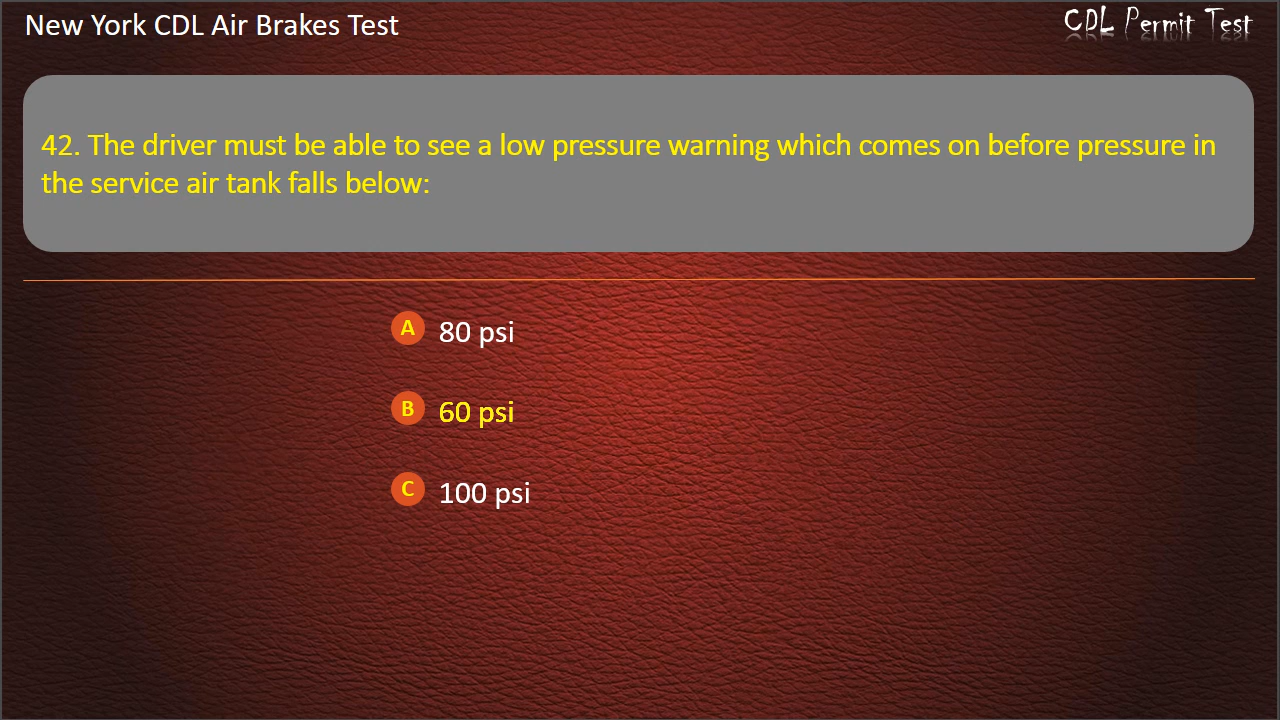 New York CDL Air Brakes Test
CDL Permit Test
42. The driver must be able to see a low pressure warning which comes on before pressure in
the service air tank falls below:
A 80 psi
B 60 psi
C 100 psi